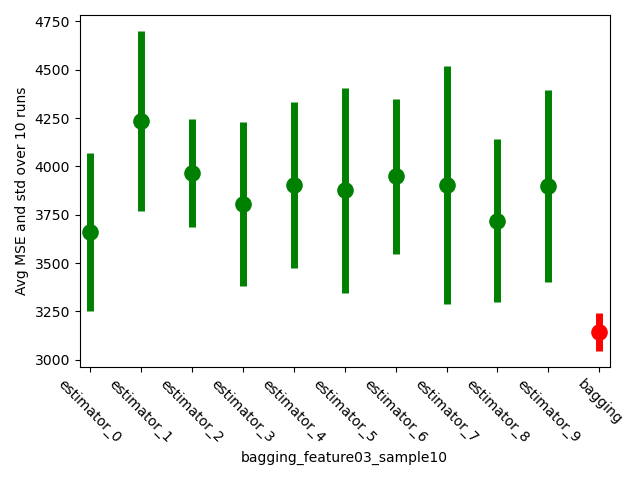 4750
4500
4250
4000
3750
3500
3250
3000
Avg MSE and std over 10 runs
estimator_0
estimator_1
estimator_2
estimator_3
estimator_4
estimator_5
estimator_6
estimator_7
estimator_8
estimator_9
bagging
bagging_feature03_sample10